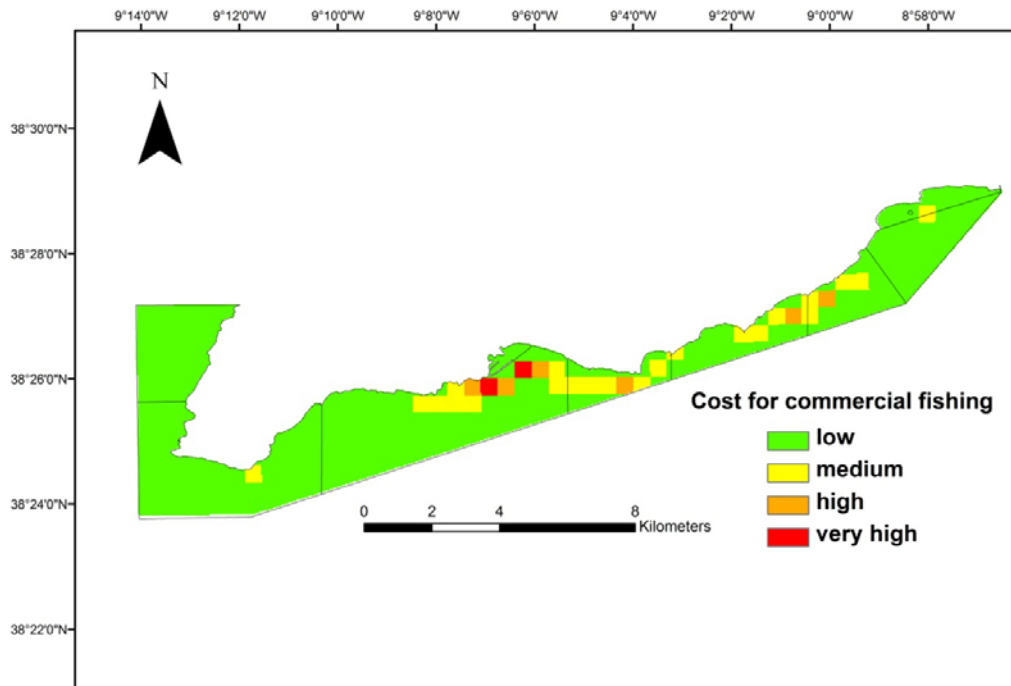 9°14'0"W 9°12'0"W 9°10'0"W 9°8'0"W 9°6'0"W 9°4'0"W 9°2'0"W 9°0'0"W 8°58'0"W
N
38°30'0"N
38°28'0"N
38°26'0"N
38°24'0"N
38°22'0"N
Cost for commercial fishing
low
medium
high
very high
0 2 4 8
Kilometers